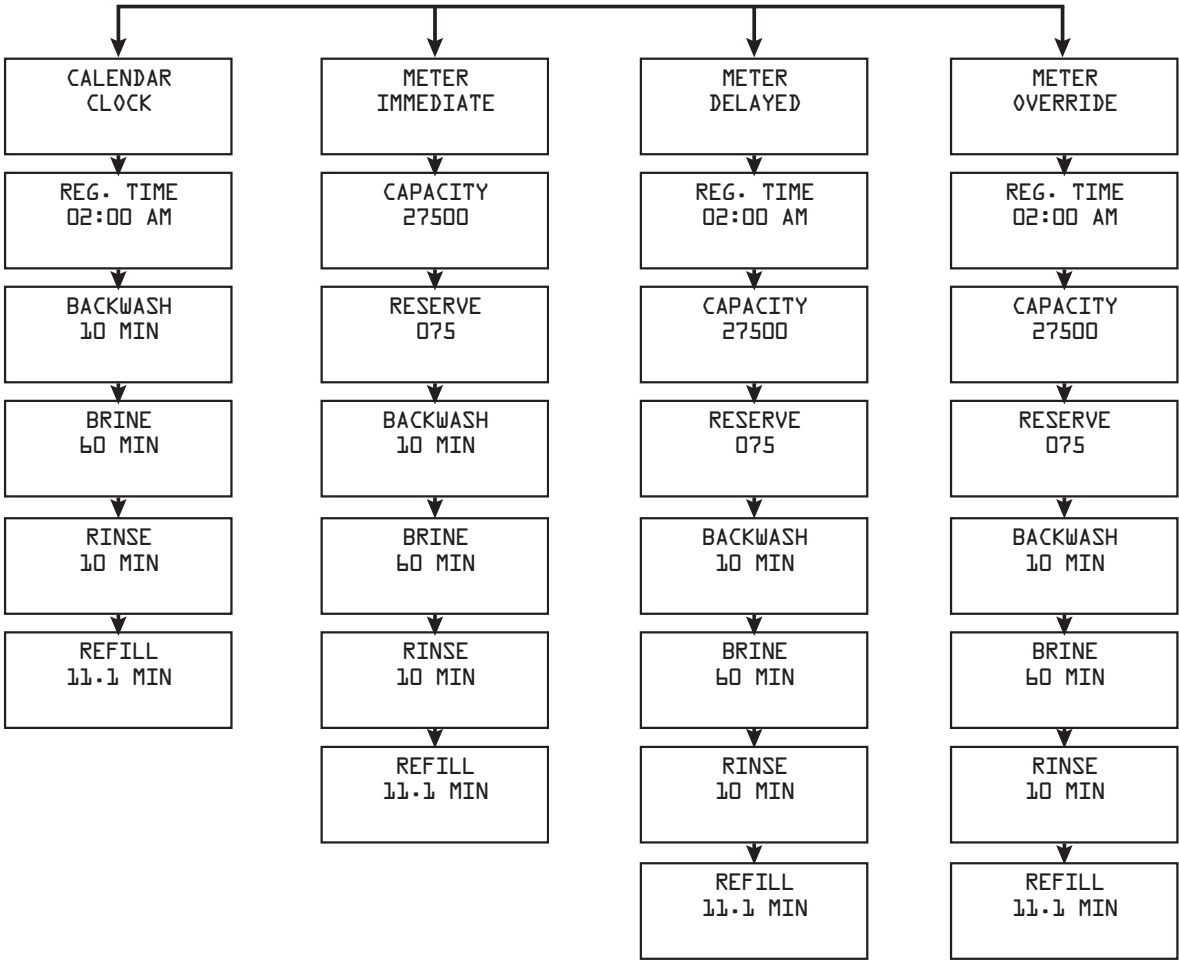 CALENDAR
CLOCK
REG. TIME
02:00 AM
BACKWASH
10 MIN
BRINE
60 MIN
RINSE
10 MIN
REFILL
11.1 MIN
METER
IMMEDIATE
CAPACITY
27500
RESERVE
075
BACKWASH
10 MIN
BRINE
60 MIN
RINSE
10 MIN
REFILL
11.1 MIN
METER
DELAYED
REG. TIME
02:00 AM
CAPACITY
27500
RESERVE
075
BACKWASH
10 MIN
BRINE
60 MIN
RINSE
10 MIN
REFILL
11.1 MIN
METER
OVERRIDE
REG. TIME
02:00 AM
CAPACITY
27500
RESERVE
075
BACKWASH
10 MIN
BRINE
60 MIN
RINSE
10 MIN
REFILL
11.1 MIN